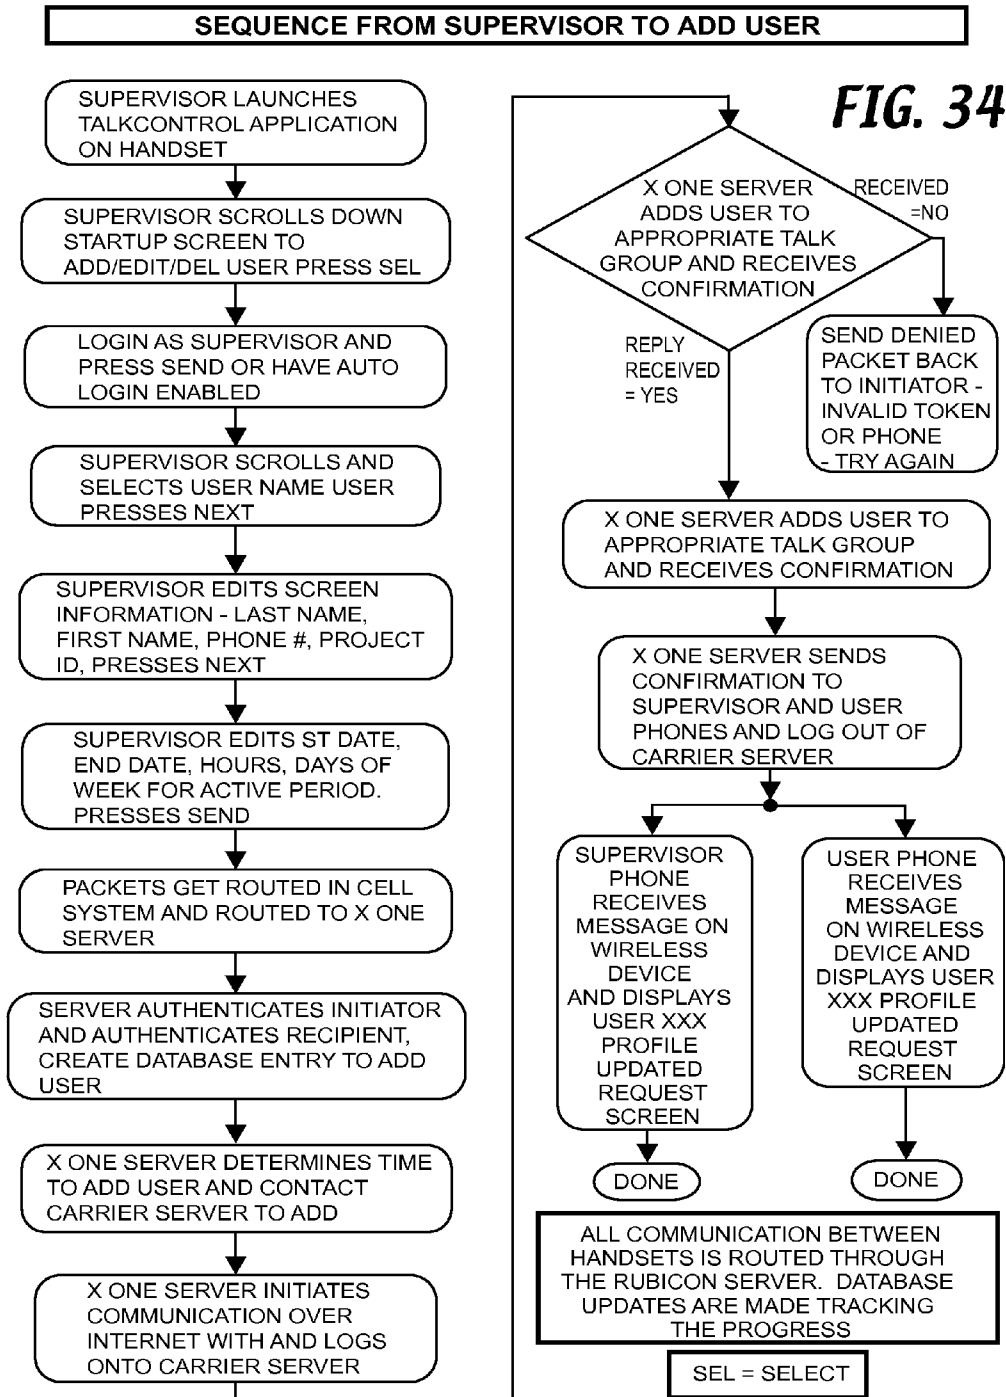 SEQUENCE FROM SUPERVISOR TO ADD USER
FIG. 34
SUPERVISOR LAUNCHES
TALKCONTROL APPLICATION
ON HANDSET
SUPERVISOR SCROLLS DOWN
STARTUP SCREEN TO
ADD/EDIT/DEL USER PRESS SEL
LOGIN AS SUPERVISOR AND
PRESS SEND OR HAVE AUTO
LOGIN ENABLED
SUPERVISOR SCROLLS AND
SELECTS USER NAME USER
PRESSES NEXT
SUPERVISOR EDITS SCREEN
INFORMATION - LAST NAME,
FIRST NAME, PHONE #, PROJECT
ID, PRESSES NEXT
SUPERVISOR EDITS ST DATE,
END DATE, HOURS, DAYS OF
WEEK FOR ACTIVE PERIOD.
PRESSES SEND
PACKETS GET ROUTED IN CELL
SYSTEM AND ROUTED TO X ONE
SERVER
SERVER AUTHENTICATES INITIATOR
AND AUTHENTICATES RECIPIENT,
CREATE DATABASE ENTRY TO ADD
USER
X ONE SERVER DETERMINES TIME
TO ADD USER AND CONTACT
CARRIER SERVER TO ADD
X ONE SERVER INITIATES
COMMUNICATION OVER
INTERNET WITH AND LOGS
ONTO CARRIER SERVER
X ONE SERVER
ADDS USER TO
APPROPRIATE TALK
GROUP AND RECEIVES
CONFIRMATION
RECEIVED
=NO
SEND DENIED
PACKET BACK
TO INITIATOR -
INVALID TOKEN
OR PHONE
- TRY AGAIN
REPLY
RECEIVED
= YES
X ONE SERVER ADDS USER TO
APPROPRIATE TALK GROUP
AND RECEIVES CONFIRMATION
X ONE SERVER SENDS
CONFIRMATION TO
SUPERVISOR AND USER
PHONES AND LOG OUT OF
CARRIER SERVER
SUPERVISOR
PHONE
RECEIVES
MESSAGE ON
WIRELESS
DEVICE
AND DISPLAYS
USER XXX
PROFILE
UPDATED
REQUEST
SCREEN
DONE
USER PHONE
RECEIVES
MESSAGE
ON WIRELESS
DEVICE AND
DISPLAYS USER
XXX PROFILE
UPDATED
REQUEST
SCREEN
DONE
ALL COMMUNICATION BETWEEN
HANDSETS IS ROUTED THROUGH
THE RUBICON SERVER. DATABASE
UPDATES ARE MADE TRACKING
THE PROGRESS
SEL = SELECT